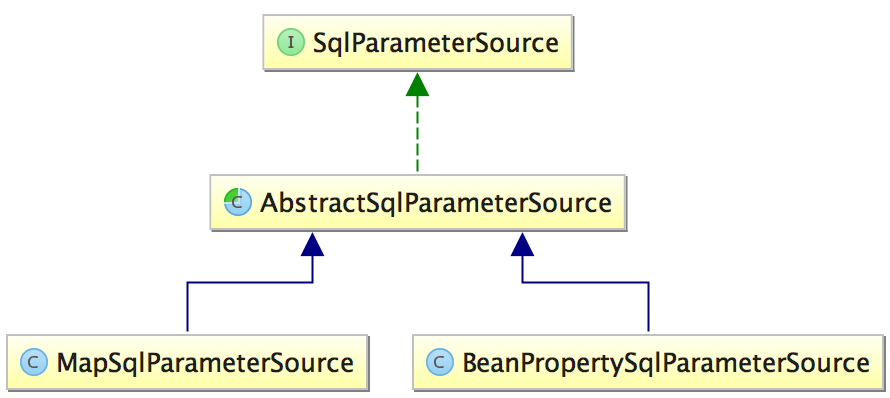 I SqlParameterSource
C AbstractSqlParameterSource
C MapSqlParameterSource
C BeanPropertySqlParameterSource